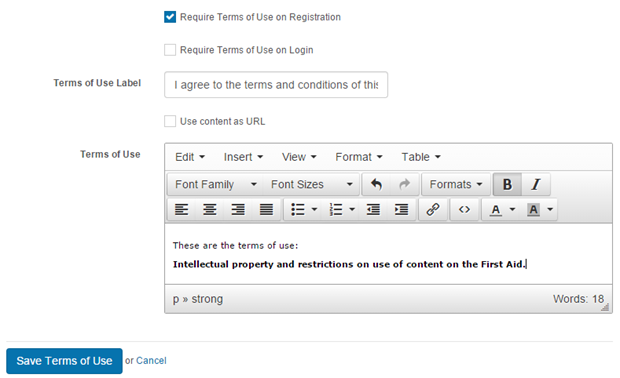 Require Terms of Use on Registration
Require Terms of Use on Login
Terms of Use Label
I agree to the terms and conditions of this
Use content as URL
Terms of Use
Edit Insert View Format Table
Font Family Font Sizes Formats B I
A A
These are the terms of use:
Intellectual property and restrictions on use of content on the First Aid.
p » strong Words: 18
Save Terms of Use or Cancel